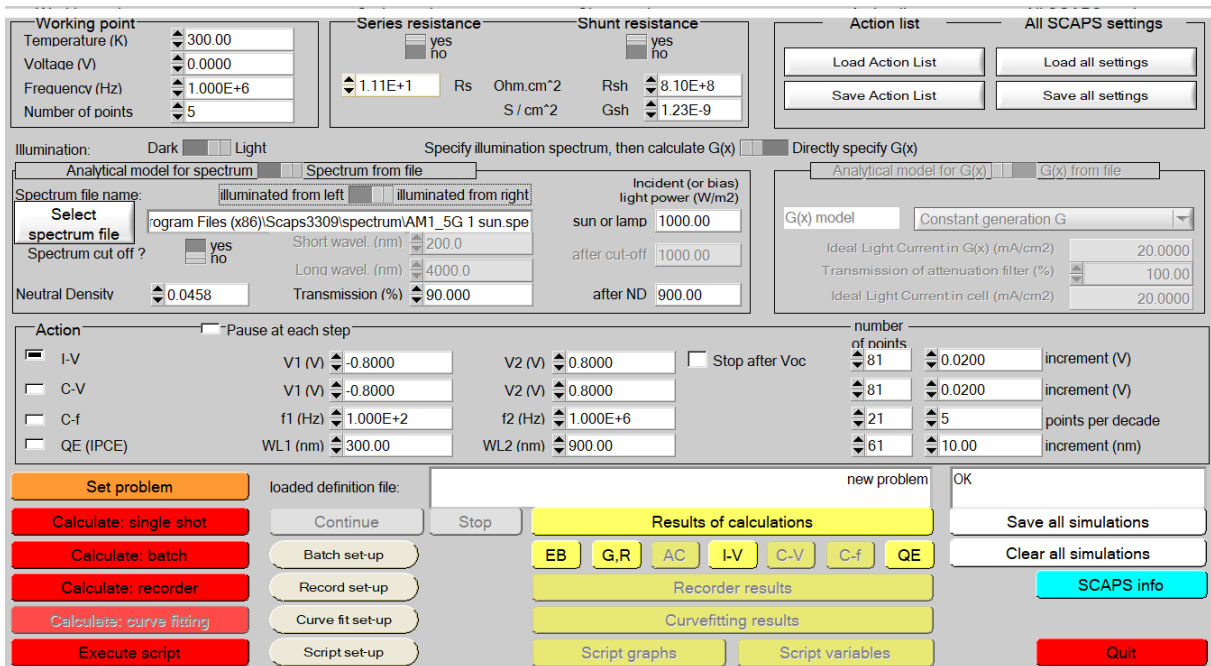 Working point
Temperature (K) 300.00
Voltage (V) 0.0000
Frequency (Hz) 1.000E+6
Number of points 5
Series resistance
yes
no
Shunt resistance
yes
no
1.11E+1 Rs Ohm.cm^2 Rsh 8.10E+8
S / cm^2 Gsh 1.23E-9
Action list
Load Action List
Save Action List
All SCAPS settings
Load all settings
Save all settings
Illumination: Dark Light Specify illumination spectrum, then calculate G(x) Directly specify G(x)
Analytical model for spectrum Spectrum from file
Spectrum file name: illuminated from left illuminated from right
Incident (or bias)
light power (W/m2)
Select
spectrum file
rogram Files (x86)\Scaps3309\spectrum\AM1_5G 1 sun.spe
sun or lamp 1000.00
Spectrum cut off ? yes
no
Short wavel. (nm) 200.0
Long wavel. (nm) 4000.0
after cut-off 1000.00
Neutral Density 0.0458 Transmission (%) 90.000 after ND 900.00
Analytical model for G(x) G(x) from file
G(x) model Constant generation G
Ideal Light Current in G(x) (mA/cm2) 20.0000
Transmission of attenuation filter (%) 100.00
Ideal Light Current in cell (mA/cm2) 20.0000
Action Pause at each step number
of points
I-V V1 (V) -0.8000 V2 (V) 0.8000 Stop after Voc 81 0.0200 increment (V)
C-V V1 (V) -0.8000 V2 (V) 0.8000 81 0.0200 increment (V)
C-f f1 (Hz) 1.000E+2 f2 (Hz) 1.000E+6 21 5 points per decade
QE (IPCE) WL1 (nm) 300.00 WL2 (nm) 900.00 61 10.00 increment (nm)
Set problem loaded definition file: new problem OK
Calculate: single shot Continue Stop Results of calculations Save all simulations
Calculate: batch Batch set-up EB G,R AC I-V C-V C-f QE Clear all simulations
Calculate: recorder Record set-up Recorder results SCAPS info
Calculate: curve fitting Curve fit set-up Curvefitting results
Execute script Script set-up Script graphs Script variables Quit